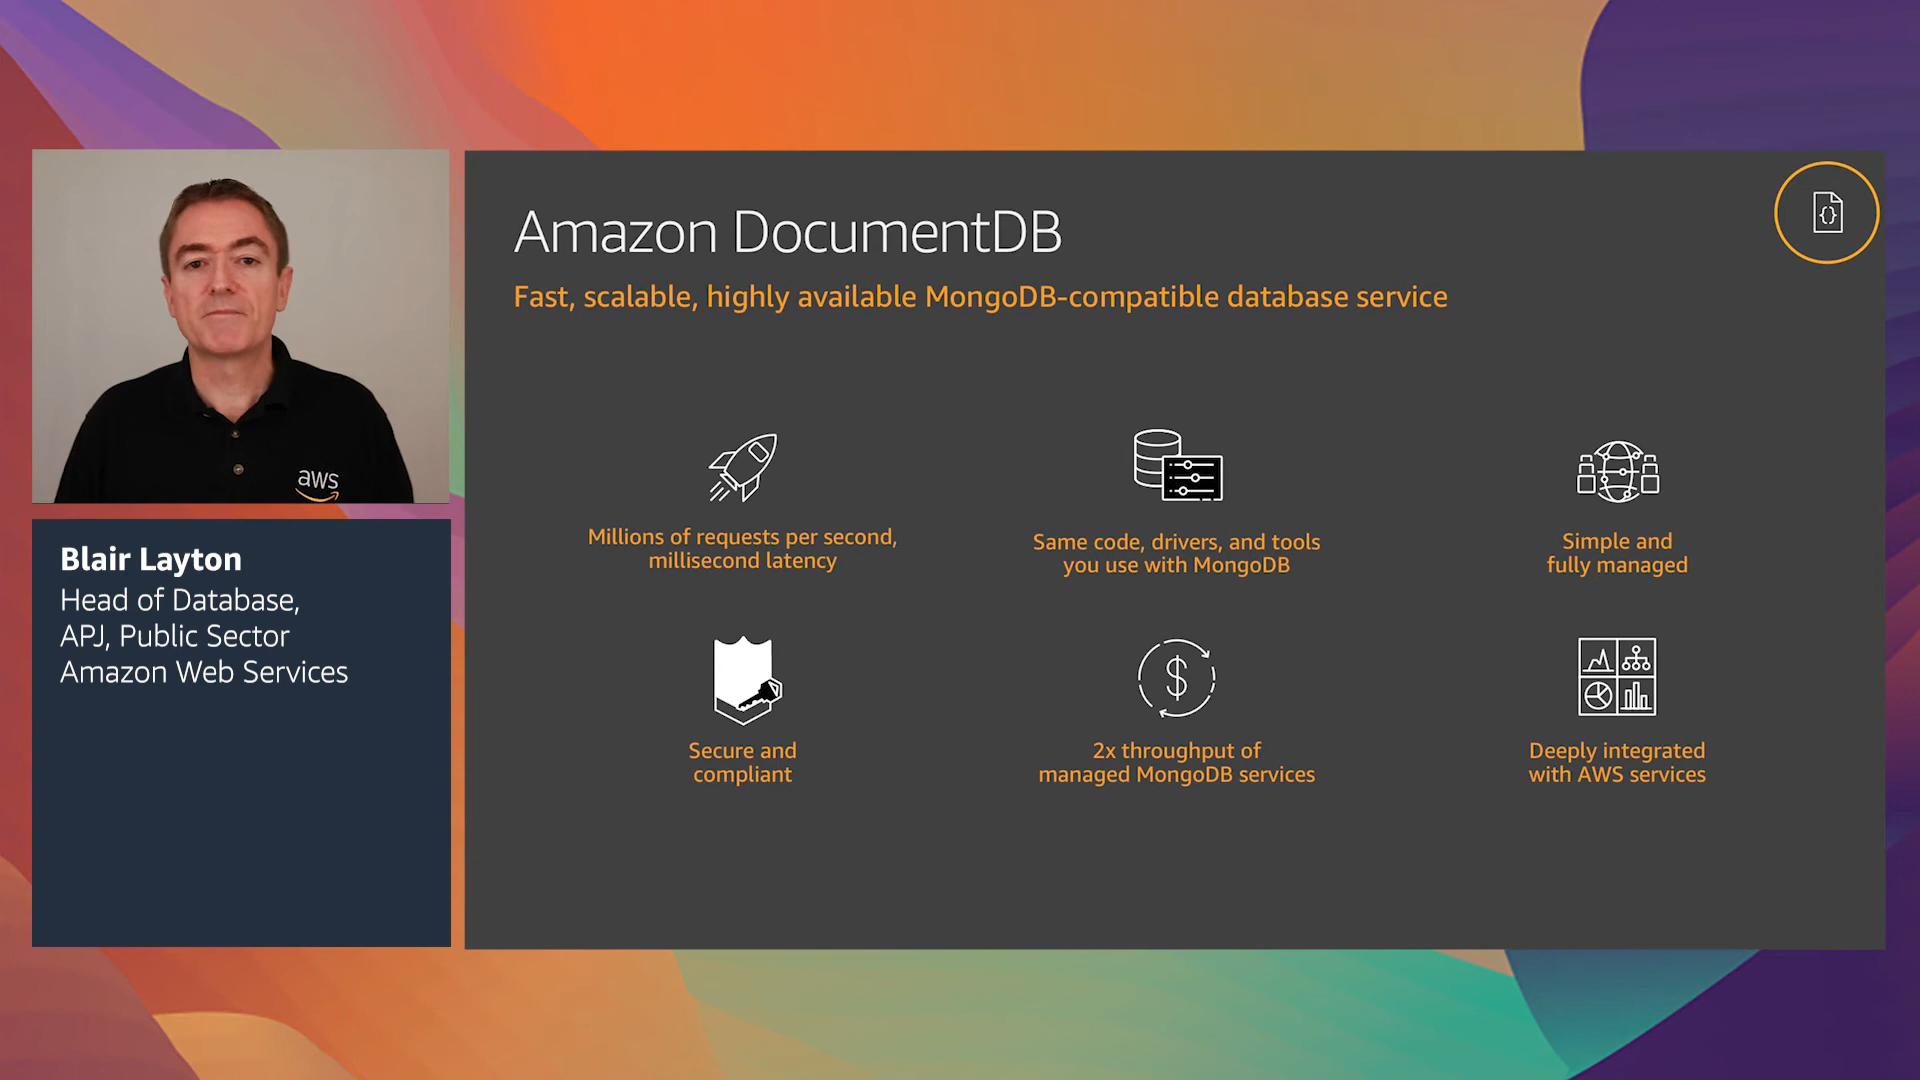 aws
Blair Layton
Head of Database,
APJ, Public Sector
Amazon Web Services
Amazon DocumentDB
Fast, scalable, highly available MongoDB-compatible database service
{}
Millions of requests per second,
millisecond latency
Same code, drivers, and tools
you use with MongoDB
Simple and
fully managed
Secure and
compliant
$
2x throughput of
managed MongoDB services
Deeply integrated
with AWS services